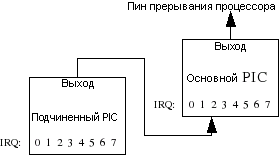 Пин прерывания процессора
Выход
Основной PIC
IRQ: 0 1 2 3 4 5 6 7
Выход
Подчиненный PIC
IRQ: 0 1 2 3 4 5 6 7